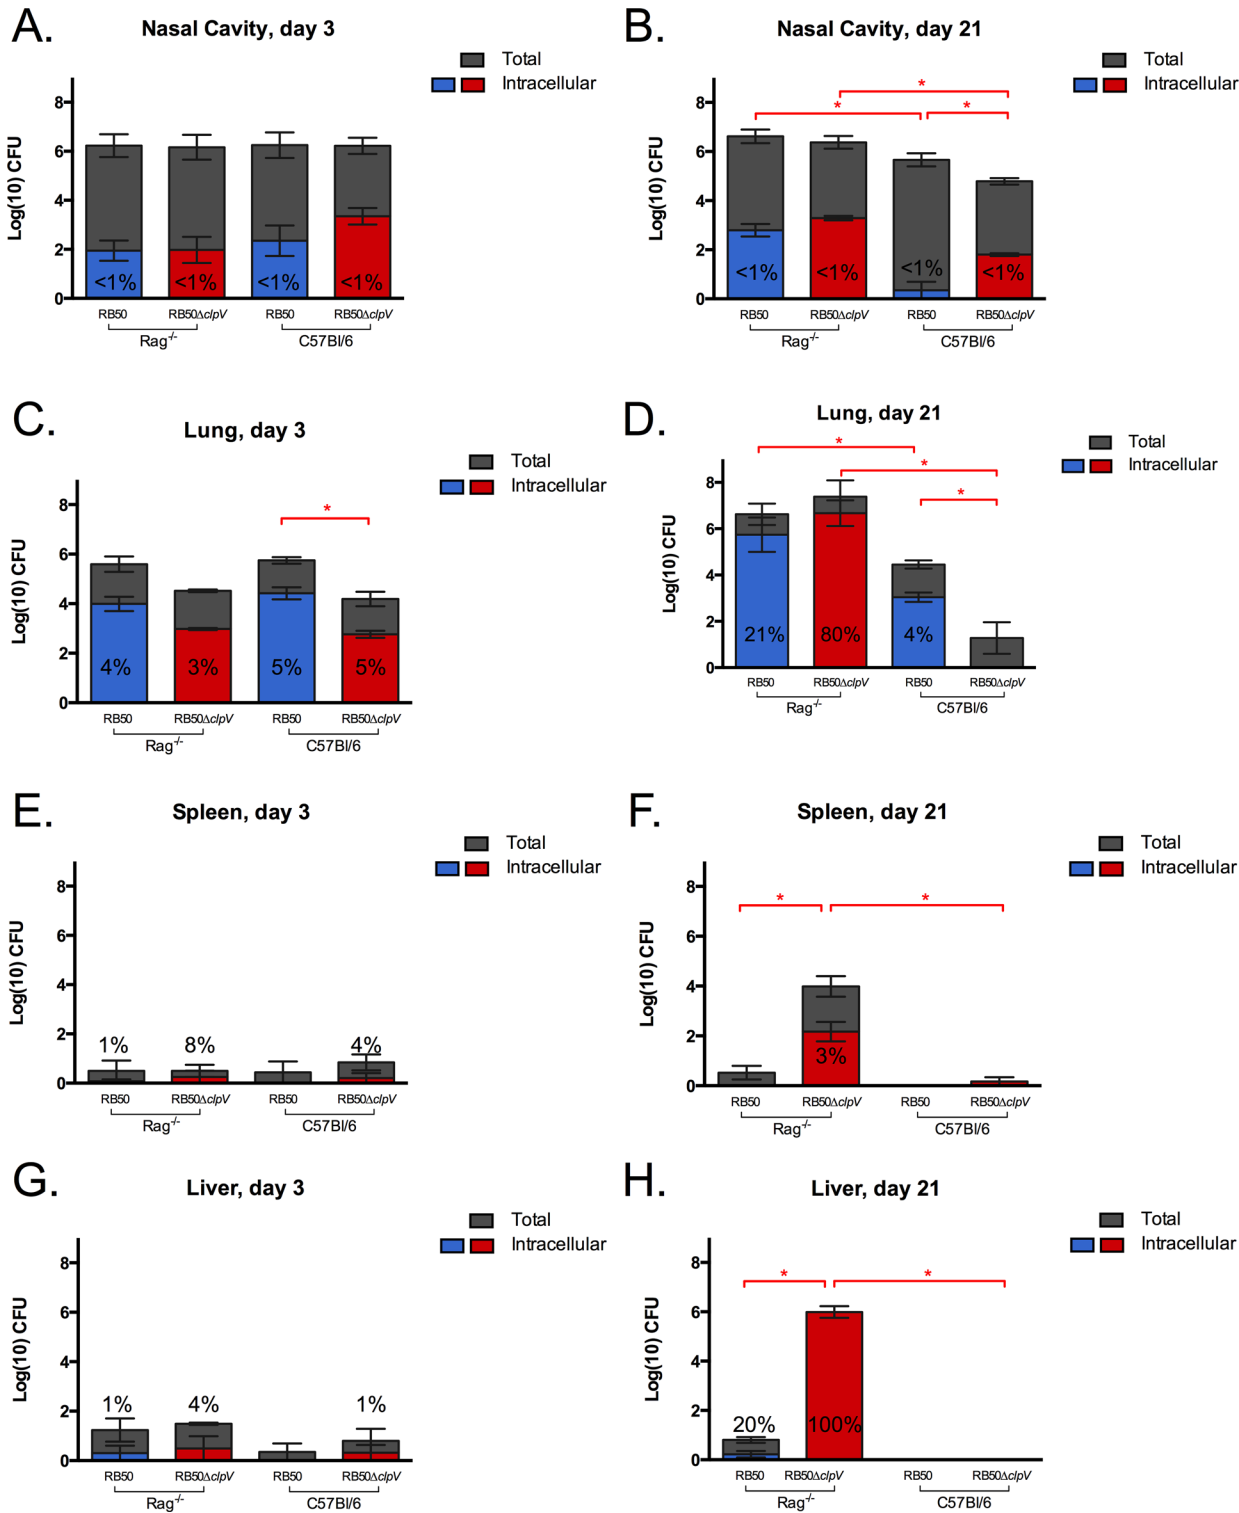 A.
Nasal Cavity, day 3
Total
Intracellular
Log(10) CFU
8
6
4
2
0
<1%
<1%
<1%
<1%
RB50
RB50ΔclpV
RB50
RB50ΔclpV
Rag-/-
C57Bl/6
B.
Nasal Cavity, day 21
Total
Intracellular
*
*
*
Log(10) CFU
8
6
4
2
0
<1%
<1%
<1%
<1%
RB50
RB50ΔclpV
RB50
RB50ΔclpV
Rag-/-
C57Bl/6
C.
Lung, day 3
Total
Intracellular
*
Log(10) CFU
8
6
4
2
0
4%
3%
5%
5%
RB50
RB50ΔclpV
RB50
RB50ΔclpV
Rag-/-
C57Bl/6
D.
Lung, day 21
Total
Intracellular
*
*
*
Log(10) CFU
8
6
4
2
0
21%
80%
4%
RB50
RB50ΔclpV
RB50
RB50ΔclpV
Rag-/-
C57Bl/6
E.
Spleen, day 3
Total
Intracellular
Log(10) CFU
8
6
4
2
0
1%
8%
4%
RB50
RB50ΔclpV
RB50
RB50ΔclpV
Rag-/-
C57Bl/6
F.
Spleen, day 21
Total
Intracellular
*
*
Log(10) CFU
8
6
4
2
0
3%
RB50
RB50ΔclpV
RB50
RB50ΔclpV
Rag-/-
C57Bl/6
G.
Liver, day 3
Total
Intracellular
Log(10) CFU
8
6
4
2
0
1%
4%
1%
RB50
RB50ΔclpV
RB50
RB50ΔclpV
Rag-/-
C57Bl/6
H.
Liver, day 21
Total
Intracellular
*
*
Log(10) CFU
8
6
4
2
0
20%
100%
RB50
RB50ΔclpV
RB50
RB50ΔclpV
Rag-/-
C57Bl/6